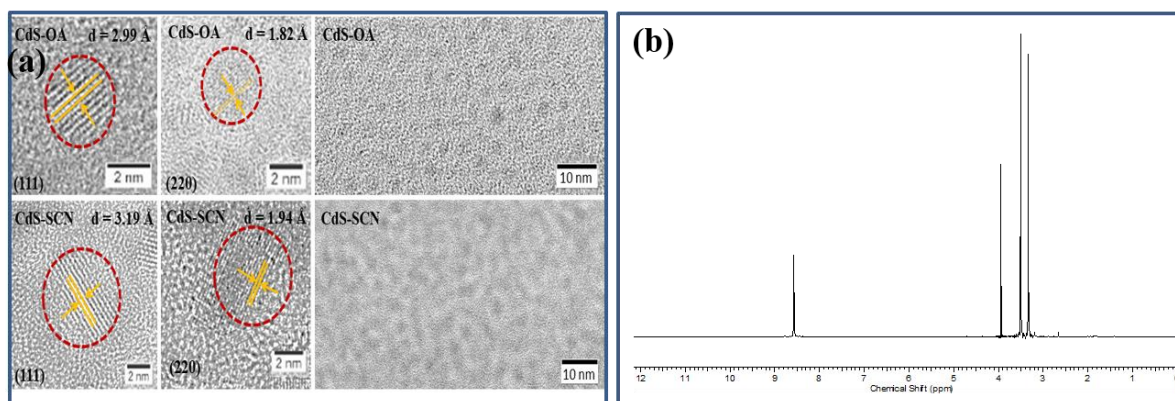 (a)
CdS-OA d = 2.99 Å
2 nm
(111)
CdS-OA d = 1.82 Å
2 nm
(220)
CdS-OA
10 nm
CdS-SCN d = 3.19 Å
2 nm
(111)
CdS-SCN d = 1.94 Å
2 nm
(220)
CdS-SCN
10 nm
(b)
12 11 10 9 8 7 6 5 4 3 2 1
Chemical Shift (ppm)